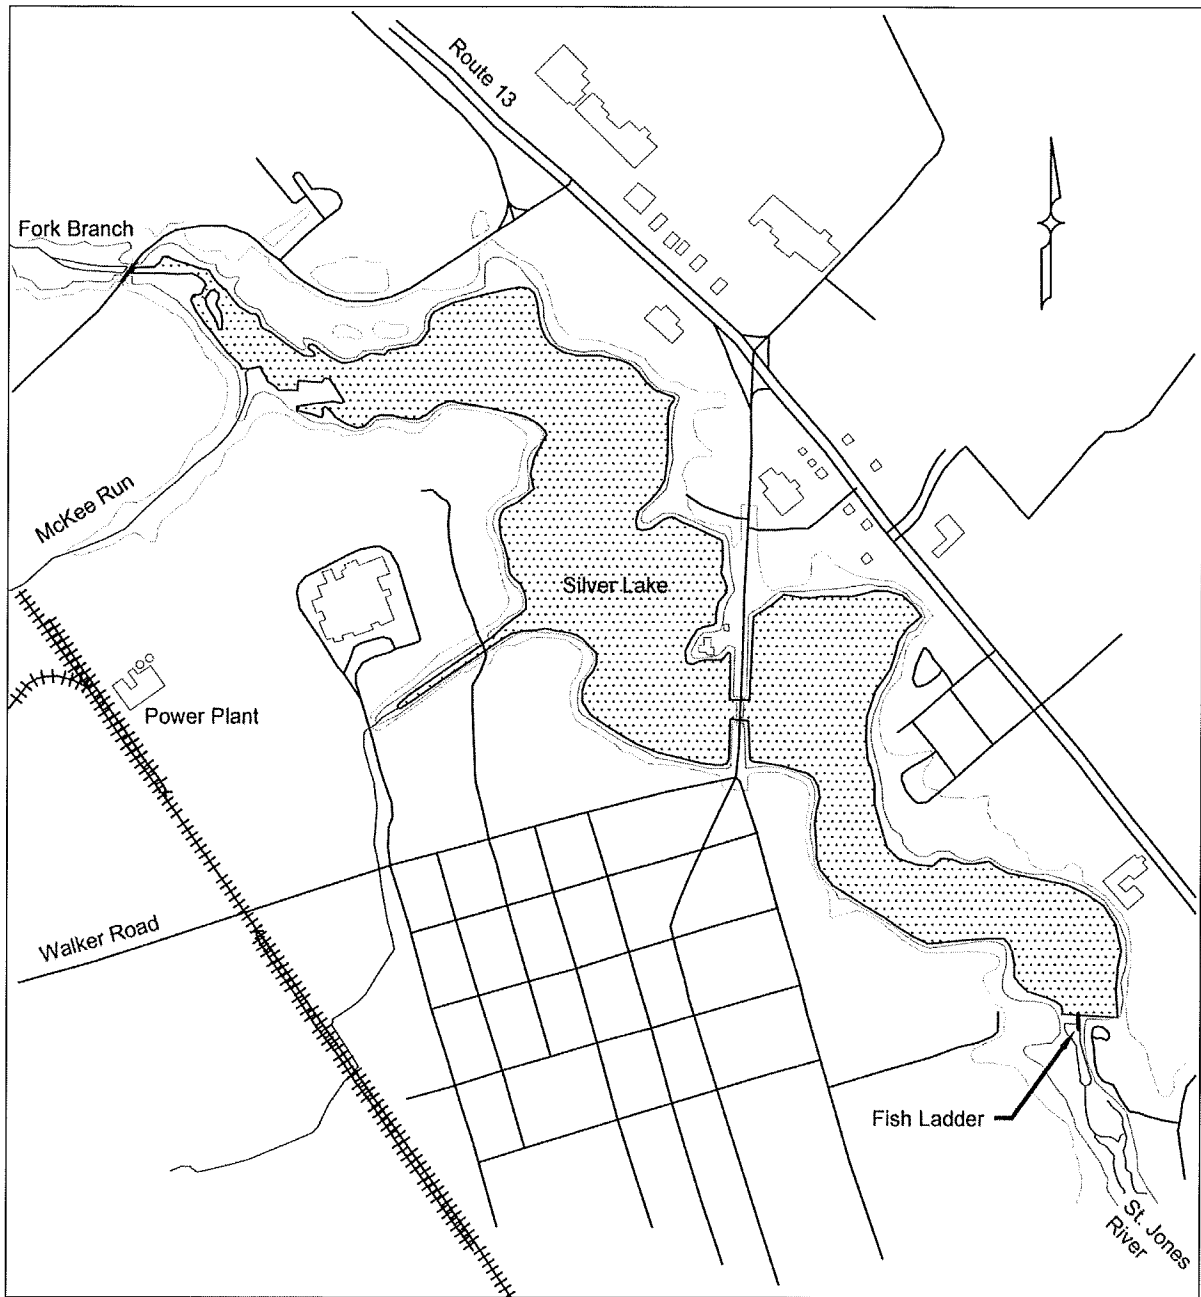 Route 13
Fork Branch
McKee Run
Silver Lake
Power Plant
Walker Road
Fish Ladder
St. Jones
River